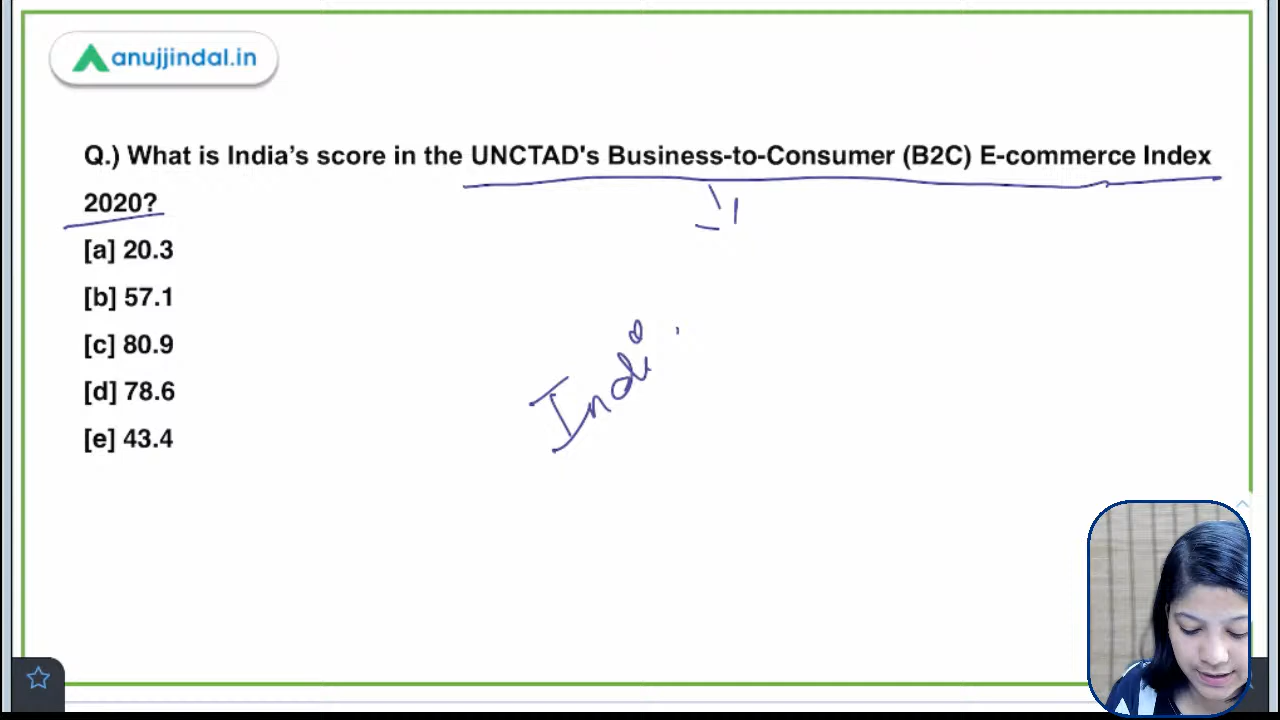 anujjindal.in
Q.) What is India’s score in the UNCTAD's Business-to-Consumer (B2C) E-commerce Index
2020?
[a] 20.3
[b] 57.1
[c] 80.9
[d] 78.6
[e] 43.4
Indi